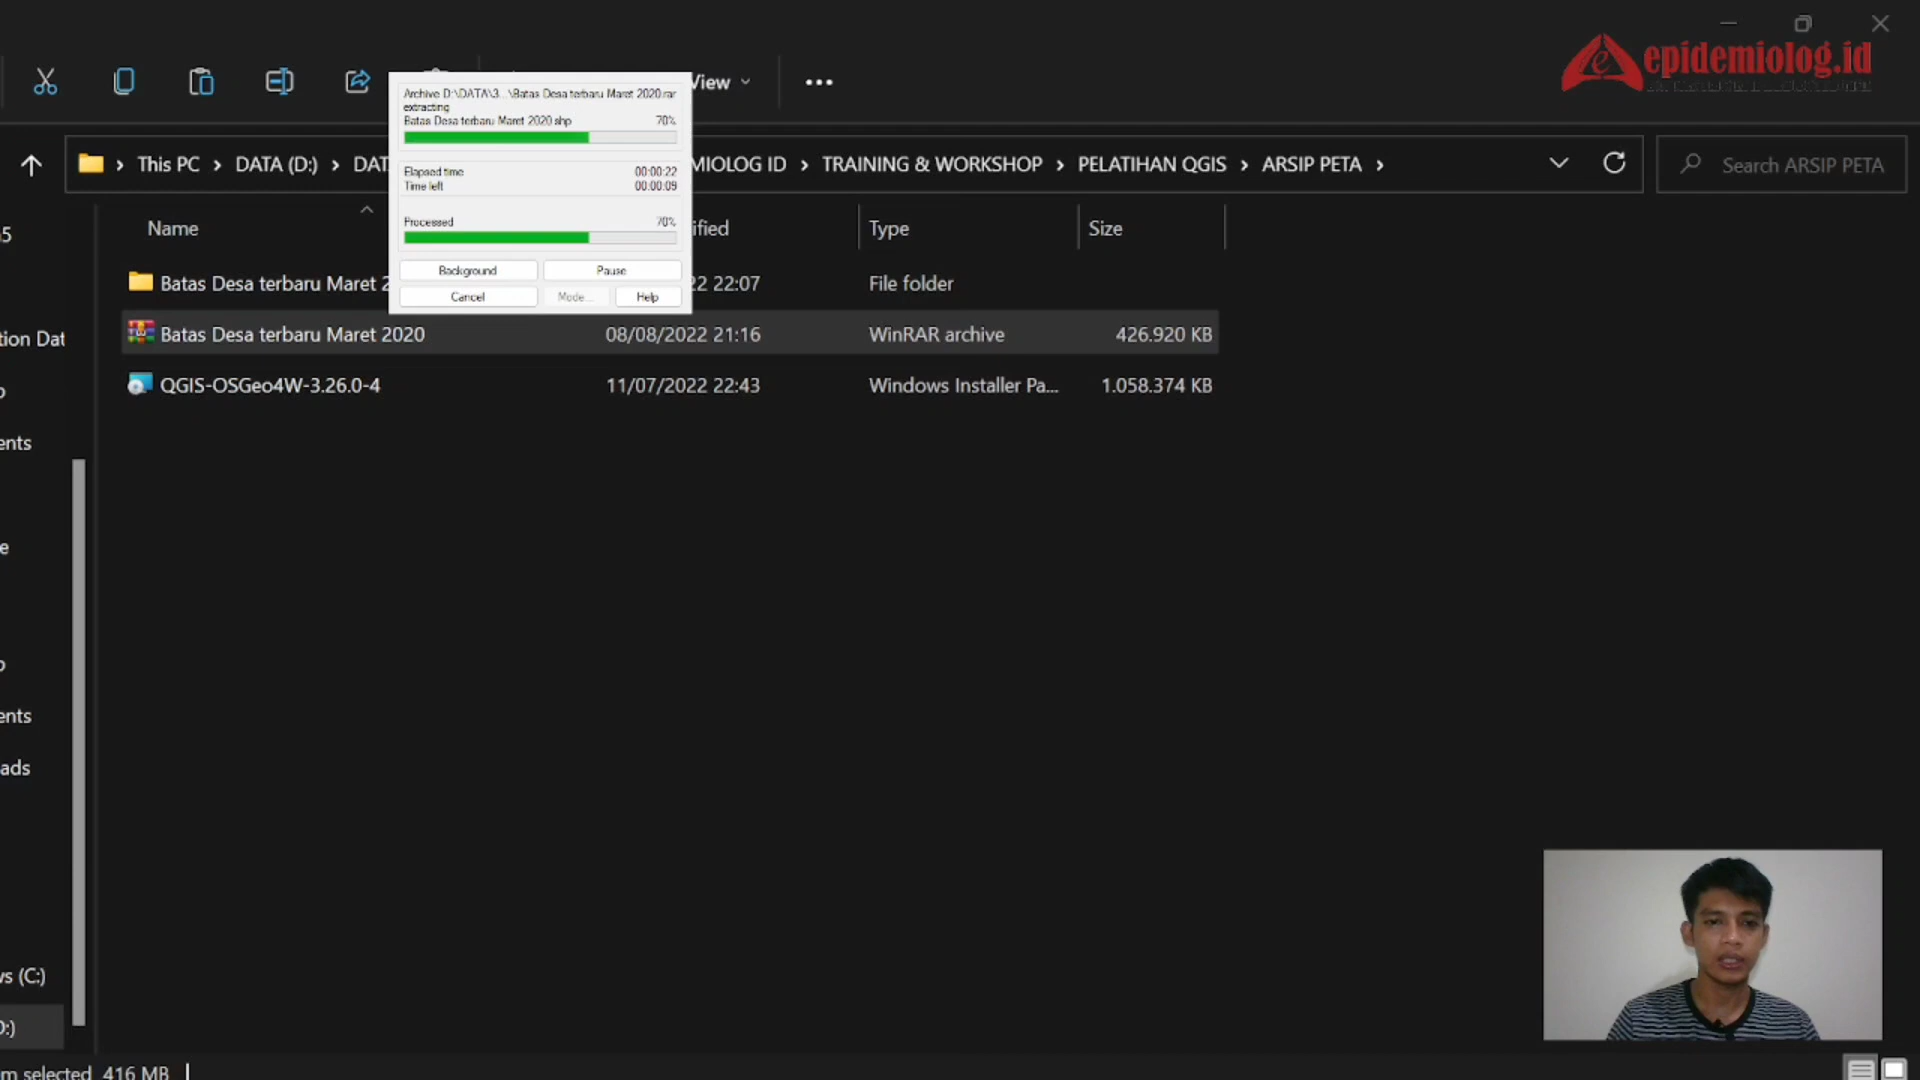 epidemiolog.id
View
Archive D:\DATA\3...\Batas Desa terbaru Maret 2020.rar
extracting
Batas Desa terbaru Maret 2020.shp 70%
Elapsed time 00:00:22
Time left 00:00:09
Processed 70%
Background Pause
Cancel Mode... Help
This PC DATA (D:) DAT MIOLOG ID TRAINING & WORKSHOP PELATIHAN QGIS ARSIP PETA
Search ARSIP PETA
Name ified Type Size
Batas Desa terbaru Maret 2 22 22:07 File folder
Batas Desa terbaru Maret 2020 08/08/2022 21:16 WinRAR archive 426.920 KB
QGIS-OSGeo4W-3.26.0-4 11/07/2022 22:43 Windows Installer Pa... 1.058.374 KB
5
tion Dat
ents
e
ents
ads
s (C:)
D:)
m selected 416 MB